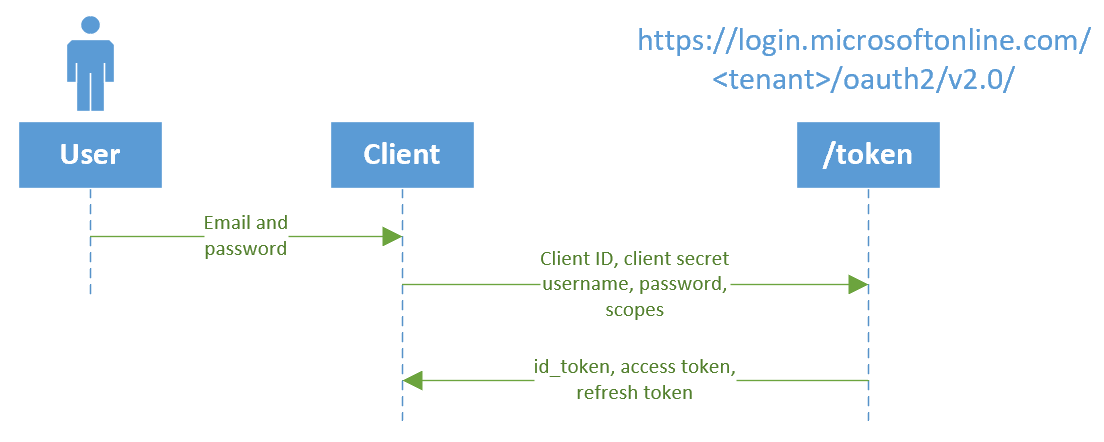 https://login.microsoftonline.com/
<tenant>/oauth2/v2.0/
User
Client
/token
Email and
password
Client ID, client secret
username, password,
scopes
id_token, access token,
refresh token